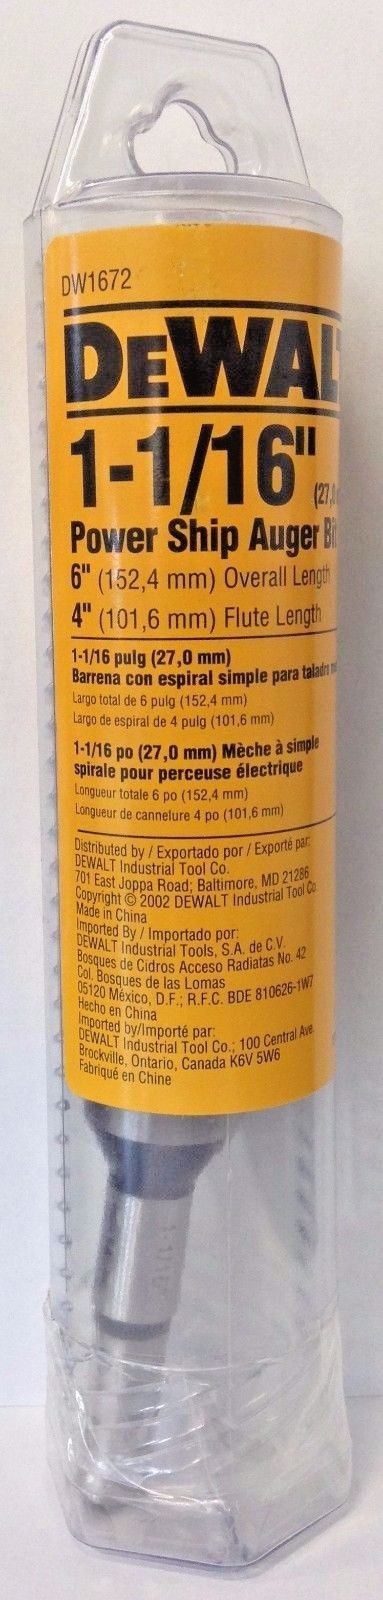 DW1672
DEWALT
1-1/16" (27,0
Power Ship Auger Bit
6" (152,4 mm) Overall Length
4" (101,6 mm) Flute Length
1-1/16 pulg (27,0 mm)
Barrena con espiral simple para taladro
Largo total de 6 pulg (152,4 mm)
Largo de espiral de 4 pulg (101,6 mm)
1-1/16 po (27,0 mm) Mèche à simple
spirale pour perceuse électrique
Longueur totale 6 po (152,4 mm)
Longueur de cannelure 4 po (101,6 mm)
Distributed by / Exportado por / Exporté par:
DEWALT Industrial Tool Co.
701 East Joppa Road; Baltimore, MD 21286
Copyright © 2002 DEWALT Industrial Tool Co.
Made in China
Imported By / Importado por:
DEWALT Industrial Tools, S.A. de C.V.
Bosques de Cidros Acceso Radiatas No. 42
Col. Bosques de las Lomas
05120 México, D.F.; R.F.C. BDE 810626-1W7
Hecho en China
Imported by/Importé par:
DEWALT Industrial Tool Co.; 100 Central Ave.
Brockville, Ontario, Canada K6V 5W6
Fabriqué en Chine
1-1/16"